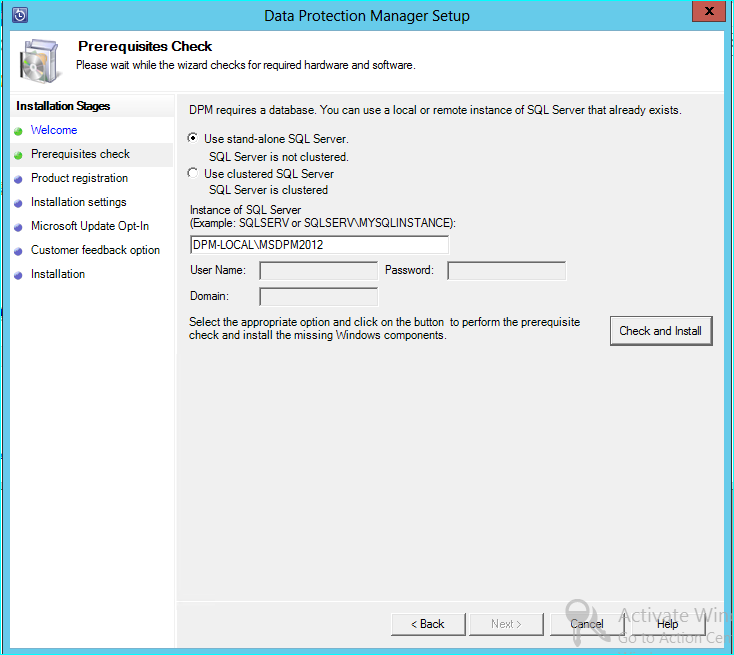 Data Protection Manager Setup
X
Prerequisites Check
Please wait while the wizard checks for required hardware and software.
Installation Stages
Welcome
Prerequisites check
Product registration
Installation settings
Microsoft Update Opt-In
Customer feedback option
Installation
DPM requires a database. You can use a local or remote instance of SQL Server that already exists.
Use stand-alone SQL Server.
SQL Server is not clustered.
Use clustered SQL Server
SQL Server is clustered
Instance of SQL Server
(Example: SQLSERV or SQLSERV\MYSQLINSTANCE):
DPM-LOCAL\MSDPM2012
User Name:
Password:
Domain:
Select the appropriate option and click on the button to perform the prerequisite
check and install the missing Windows components.
Check and Install
< Back
Next >
Cancel
Help
Activate Win
Go to Action Cen